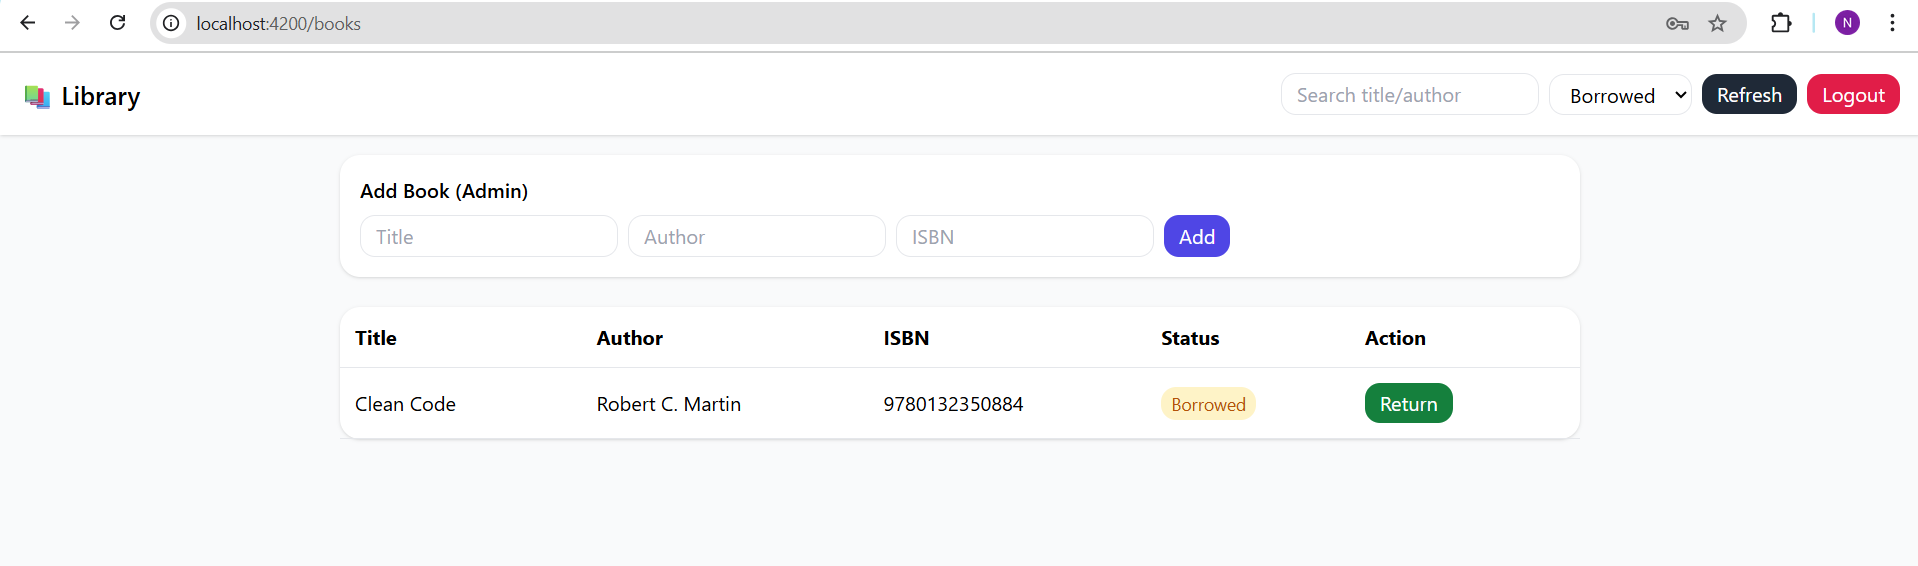 localhost:4200/books
N
Library
Search title/author
Borrowed
Refresh
Logout
Add Book (Admin)
Title
Author
ISBN
Add
Title Author ISBN Status Action
Clean Code Robert C. Martin 9780132350884 Borrowed Return